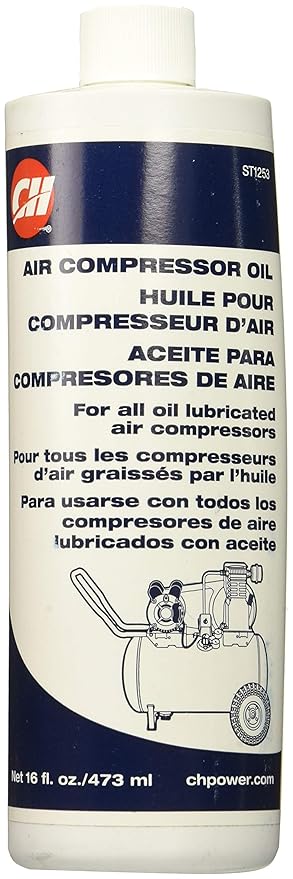 ST1253
CH
®
AIR COMPRESSOR OIL
HUILE POUR
COMPRESSEUR D'AIR
ACEITE PARA
COMPRESORES DE AIRE
For all oil lubricated
air compressors
Pour tous les compresseurs
d'air graissés par l'huile
Para usarse con todos los
compresores de aire
lubricados con aceite
Net 16 fl. oz./473 ml
chpower.com